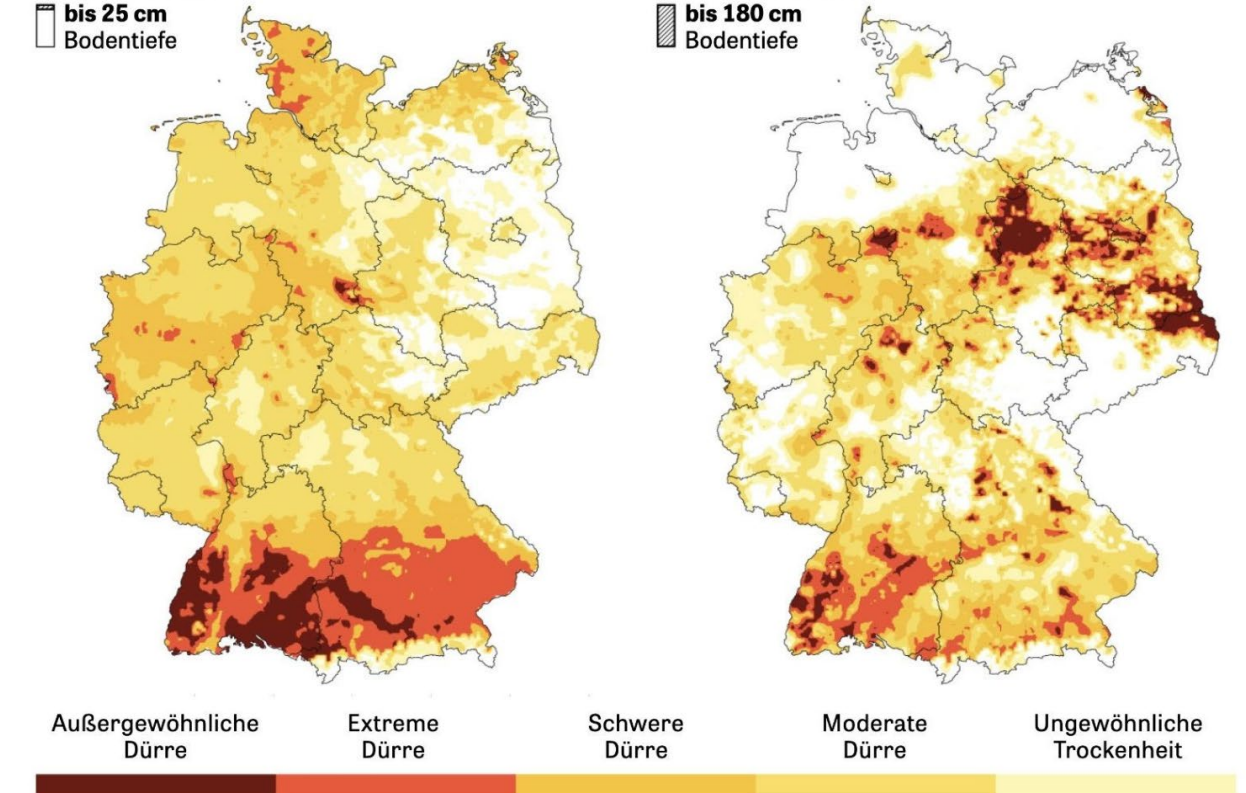 bis 25 cm
Bodentiefe
bis 180 cm
Bodentiefe
Außergewöhnliche
Dürre
Extreme
Dürre
Schwere
Dürre
Moderate
Dürre
Ungewöhnliche
Trockenheit